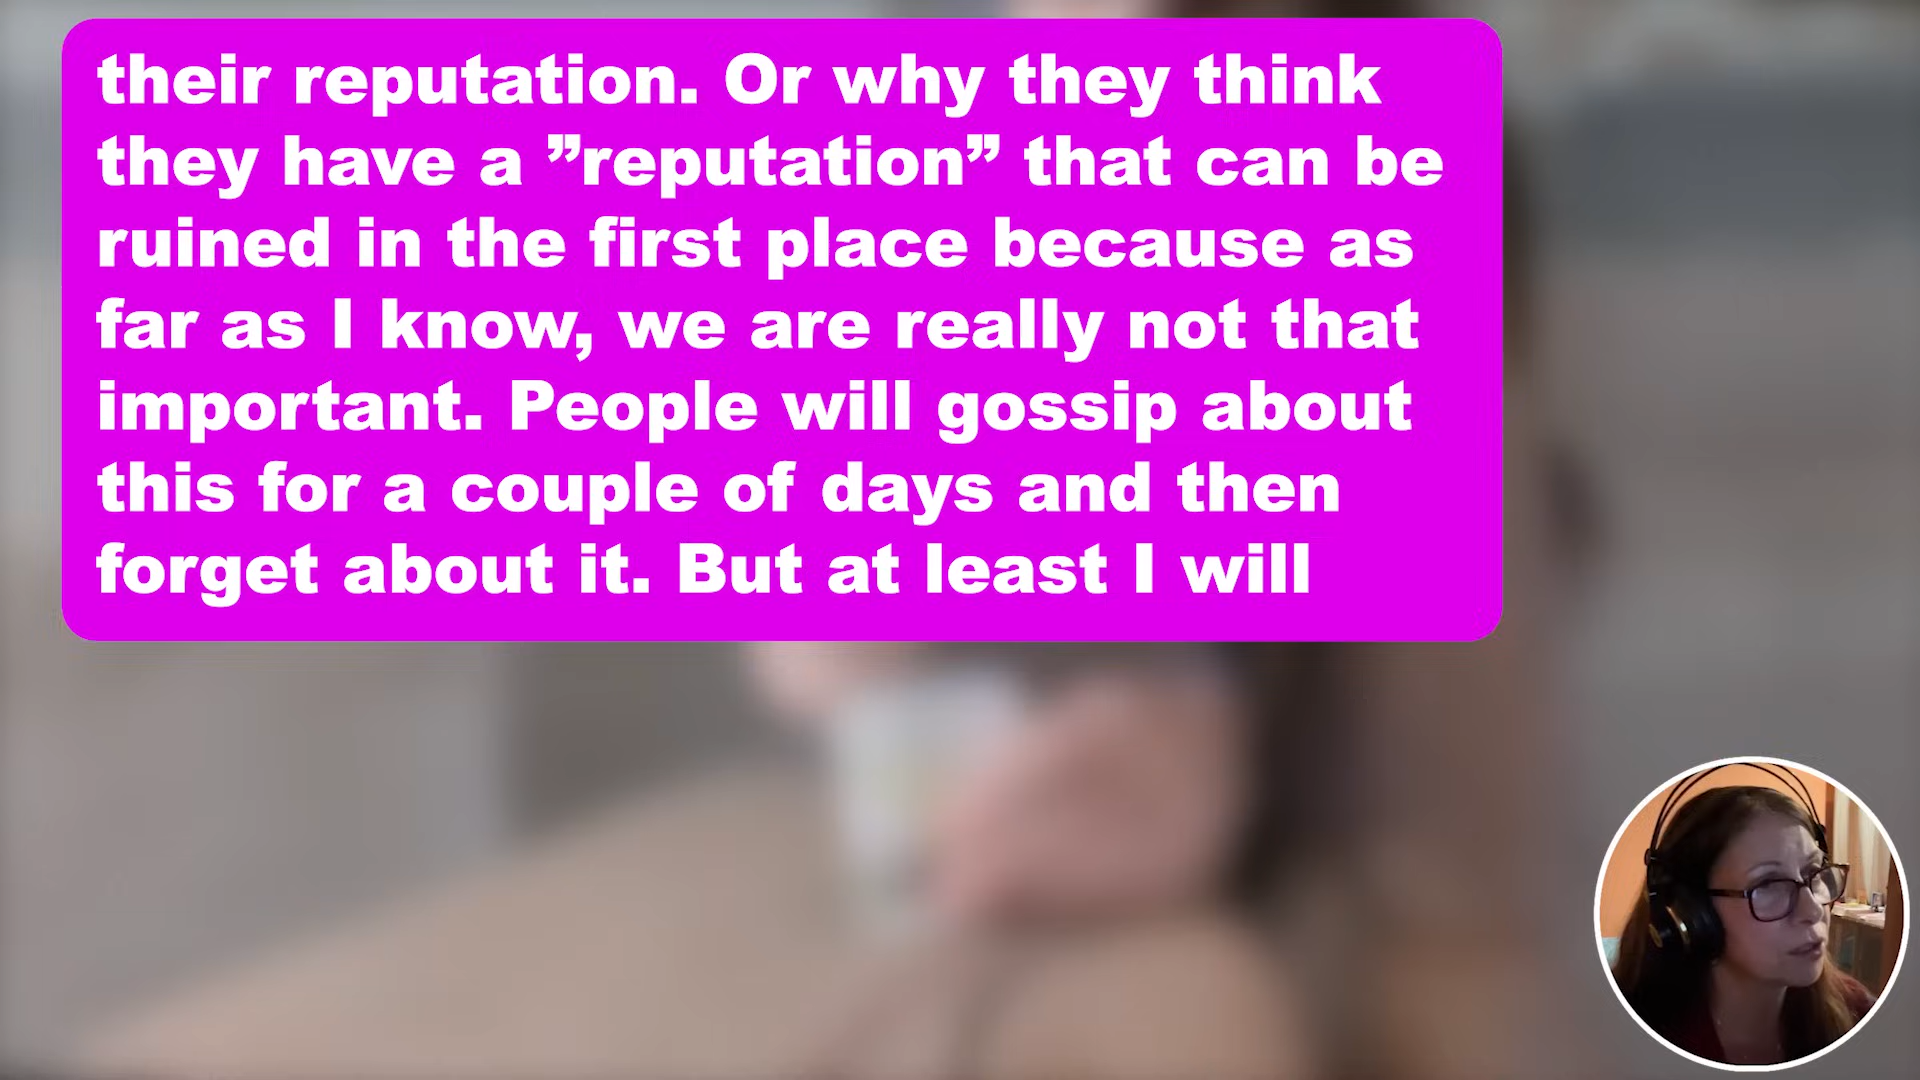 their reputation. Or why they think
they have a ”reputation” that can be
ruined in the first place because as
far as I know, we are really not that
important. People will gossip about
this for a couple of days and then
forget about it. But at least I will